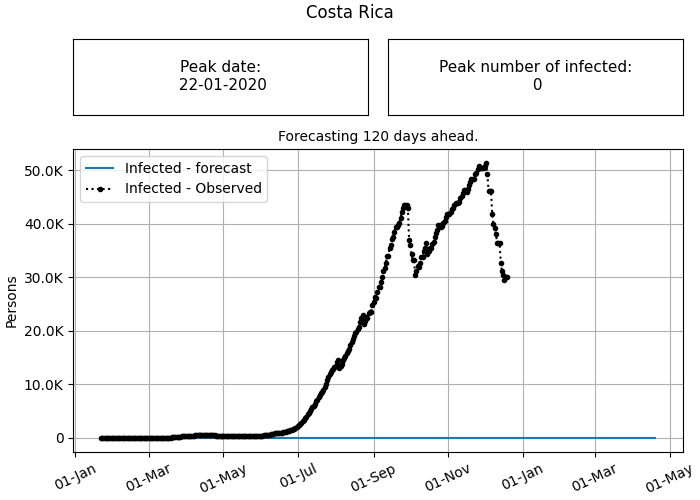 Costa Rica
Peak date:
22-01-2020
Peak number of infected:
0
Forecasting 120 days ahead.
Infected - forecast
Infected - Observed
50.0K
40.0K
30.0K
20.0K
10.0K
0
Persons
01-Jan
01-Mar
01-May
01-Jul
01-Sep
01-Nov
01-Jan
01-Mar
01-May